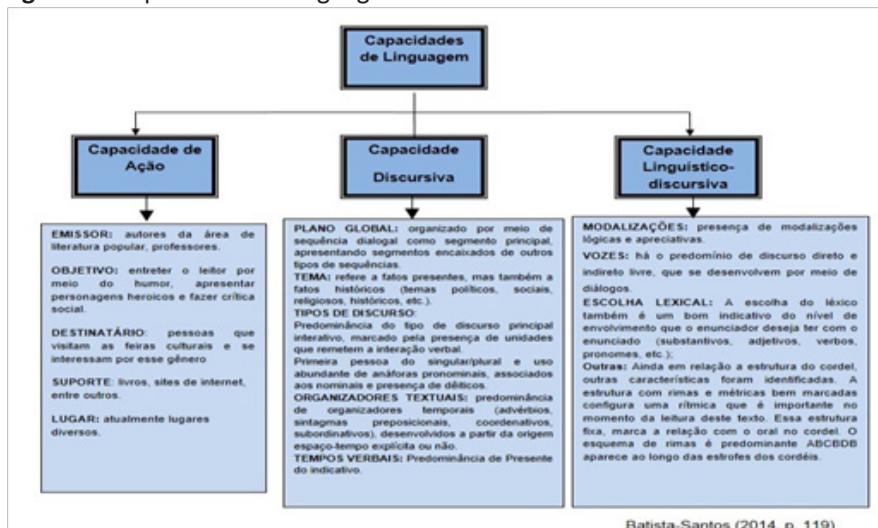 Capacidades
de Linguagem
Capacidade de
Ação
EMISSOR: autores da área de
literatura popular, professores.
OBJETIVO: entreter o leitor por
meio do humor, apresentar
personagens heroicos e fazer crítica
social.
DESTINATÁRIO: pessoas que
visitam as feiras culturais e se
interessam por esse gênero
SUPORTE: livros, sites de internet,
entre outros.
LUGAR: atualmente lugares
diversos.
Capacidade
Discursiva
PLANO GLOBAL: organizado por meio de
sequência dialogal como segmento principal,
apresentando segmentos encaixados de outros
tipos de sequências.
TEMA: refere a fatos presentes, mas também a
fatos históricos (temas políticos, sociais,
religiosos, históricos, etc.).
TIPOS DE DISCURSO:
Predominância do tipo de discurso principal
interativo, marcado pela presença de unidades
que remetem a interação verbal.
Primeira pessoa do singular/plural e uso
abundante de anáforas pronominais, associados
aos nominais e presença de dêiticos.
ORGANIZADORES TEXTUAIS: predominância
de organizadores temporais (advérbios,
sintagmas preposicionais, coordenativos,
subordinativos), desenvolvidos a partir da origem
espaço-tempo explícita ou não.
TEMPOS VERBAIS: Predominância de Presente
do indicativo.
Capacidade
Linguístico-
discursiva
MODALIZAÇÕES: presença de modalizações
lógicas e apreciativas.
VOZES: há o predomínio de discurso direto e
indireto livre, que se desenvolvem por meio de
diálogos.
ESCOLHA LEXICAL: A escolha do léxico
também é um bom indicativo do nível de
envolvimento que o enunciador deseja ter com o
enunciado (substantivos, adjetivos, verbos,
pronomes, etc.);
Outras: Ainda em relação a estrutura do cordel,
outras características foram identificadas. A
estrutura com rimas e métricas bem marcadas
configura uma rítmica que é importante no
momento da leitura deste texto. Essa estrutura
fixa, marca a relação com o oral no cordel. O
esquema de rimas é predominante ABCBDB
aparece ao longo das estrofes dos cordéis.
Batista-Santos (2014, p. 119)